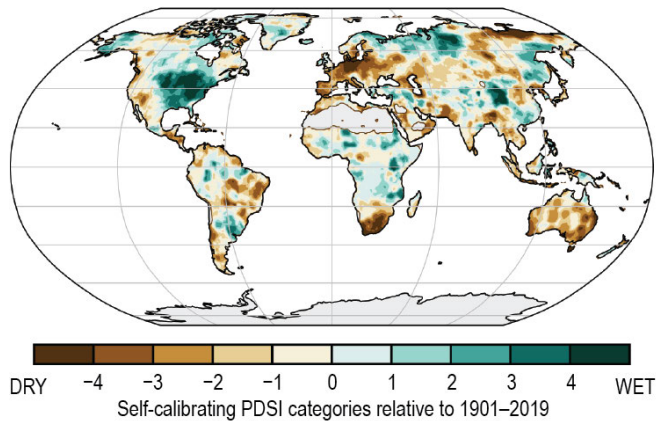 DRY −4 −3 −2 −1 0 1 2 3 4 WET
Self-calibrating PDSI categories relative to 1901–2019